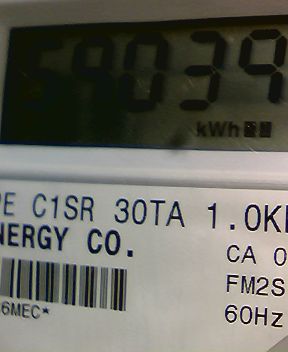 59039
kWh
PE C1SR 30TA 1.0K
NERGY CO.
CA 0
FM2S
6MEC* 60Hz